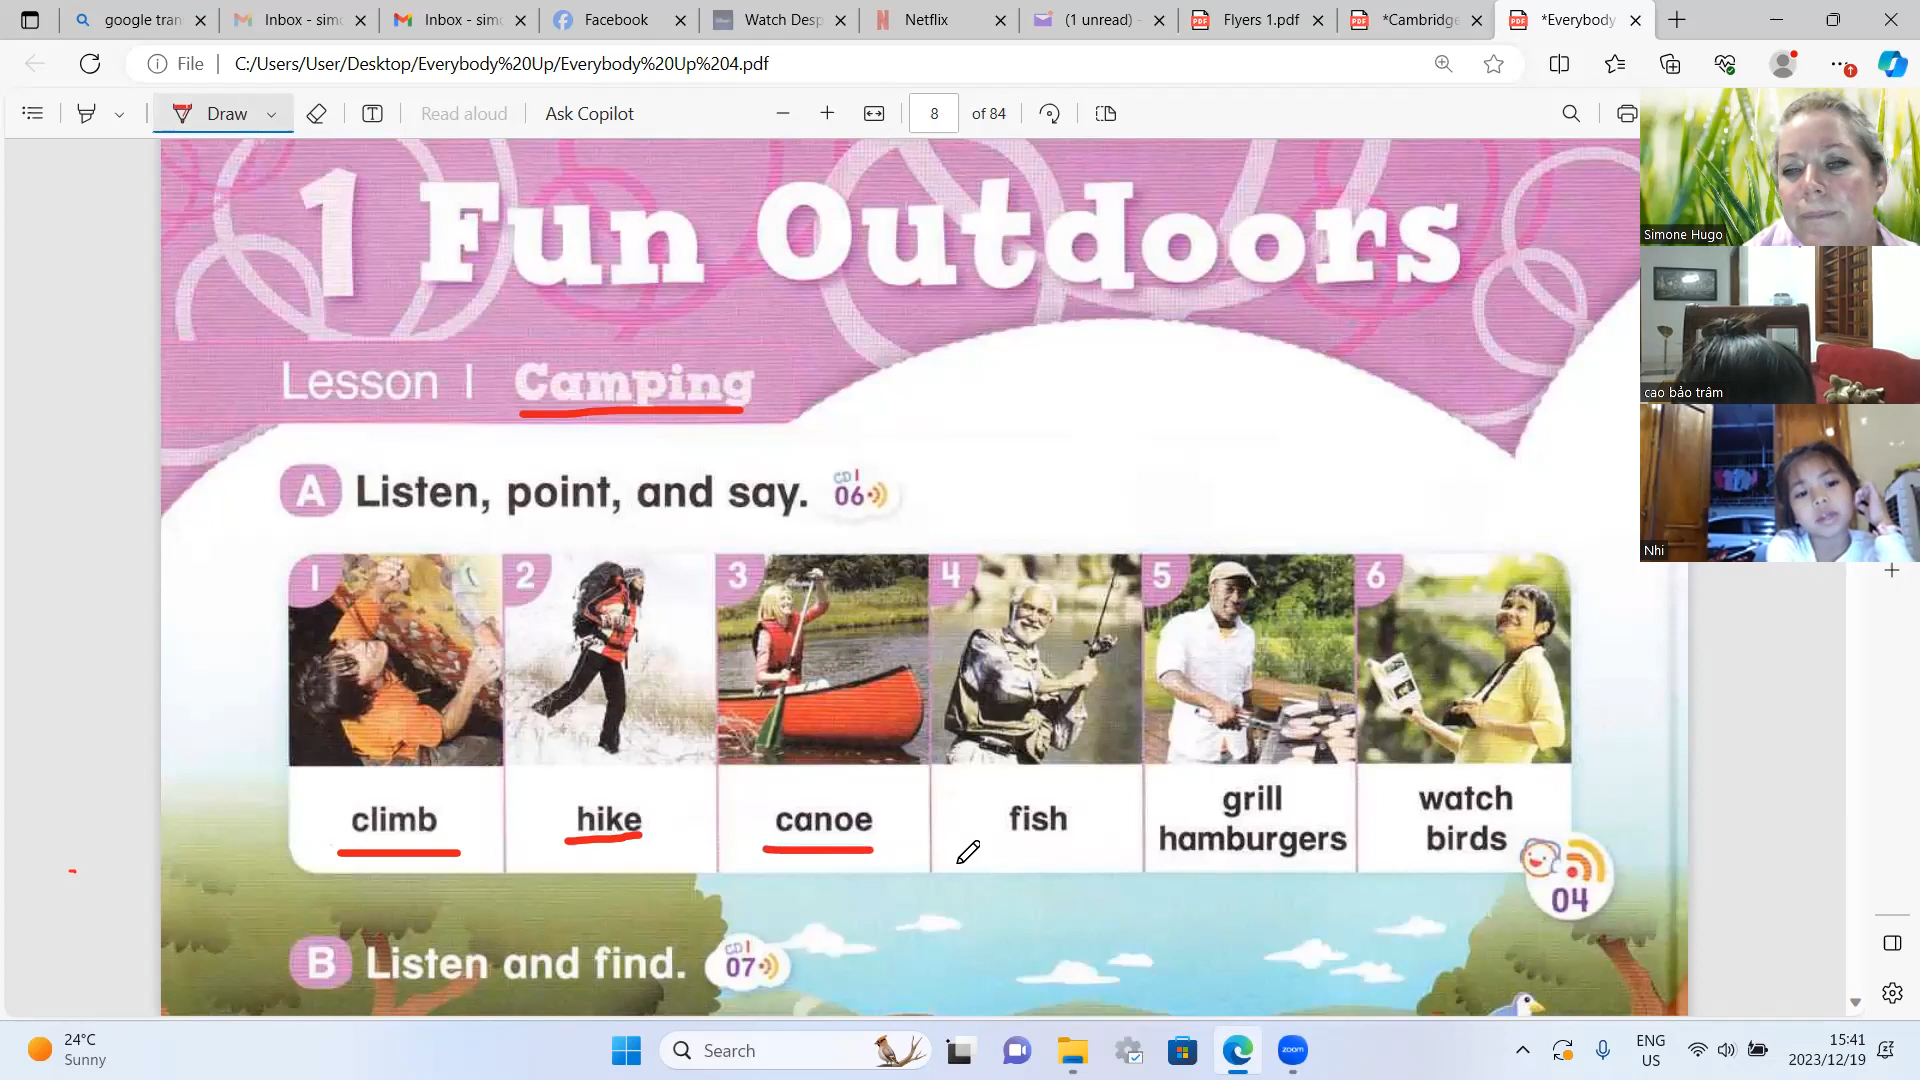 google tran
Inbox - simo
Inbox - simo
Facebook
Watch Desp
Netflix
(1 unread) -
Flyers 1.pdf
*Cambridge
*Everybody
File
C:/Users/User/Desktop/Everybody%20Up/Everybody%20Up%204.pdf
Draw
Read aloud
Ask Copilot
8
of 84
1 Fun Outdoors
Lesson 1 Camping
A Listen, point, and say. CD 1 06
1
2
3
4
5
6
climb
hike
canoe
fish
grill
hamburgers
watch
birds
04
B Listen and find. CD 1 07
Simone Hugo
cao bảo trâm
Nhi
24°C
Sunny
Search
zoom
ENG
US
15:41
2023/12/19